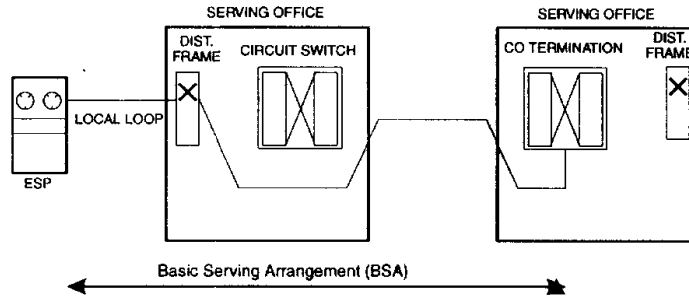 SERVING OFFICE
SERVING OFFICE
DIST.
FRAME
CIRCUIT SWITCH
CO TERMINATION
DIST.
FRAME
LOCAL LOOP
ESP
Basic Serving Arrangement (BSA)